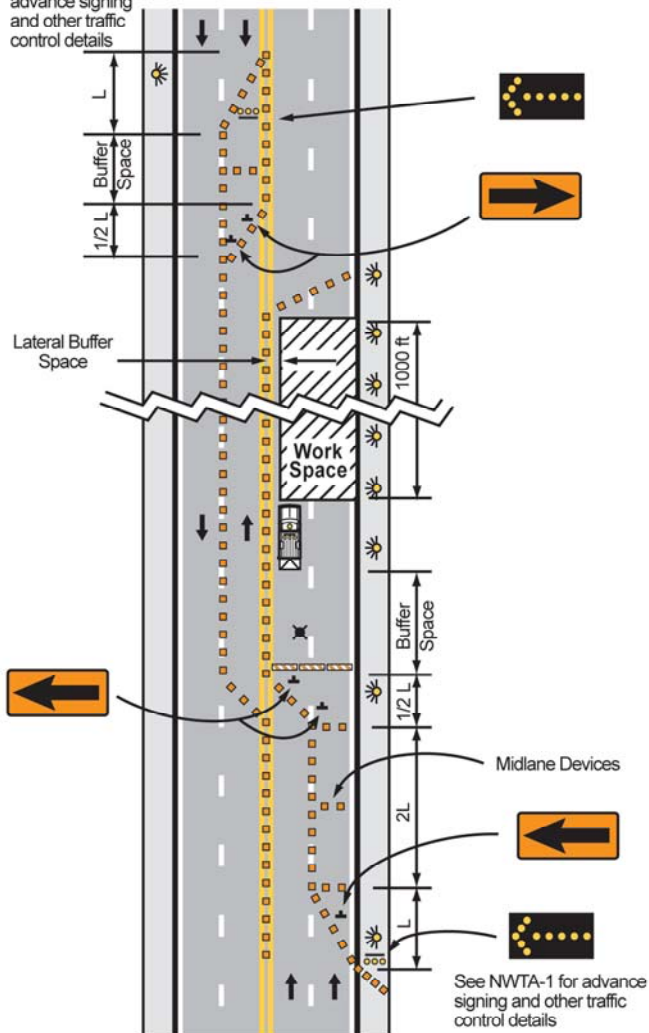 advance signing
and other traffic
control details
L
Buffer
Space
1/2 L
Lateral Buffer
Space
1000 ft
Work
Space
Buffer
Space
1/2 L
Midlane Devices
2L
L
See NWTA-1 for advance
signing and other traffic
control details